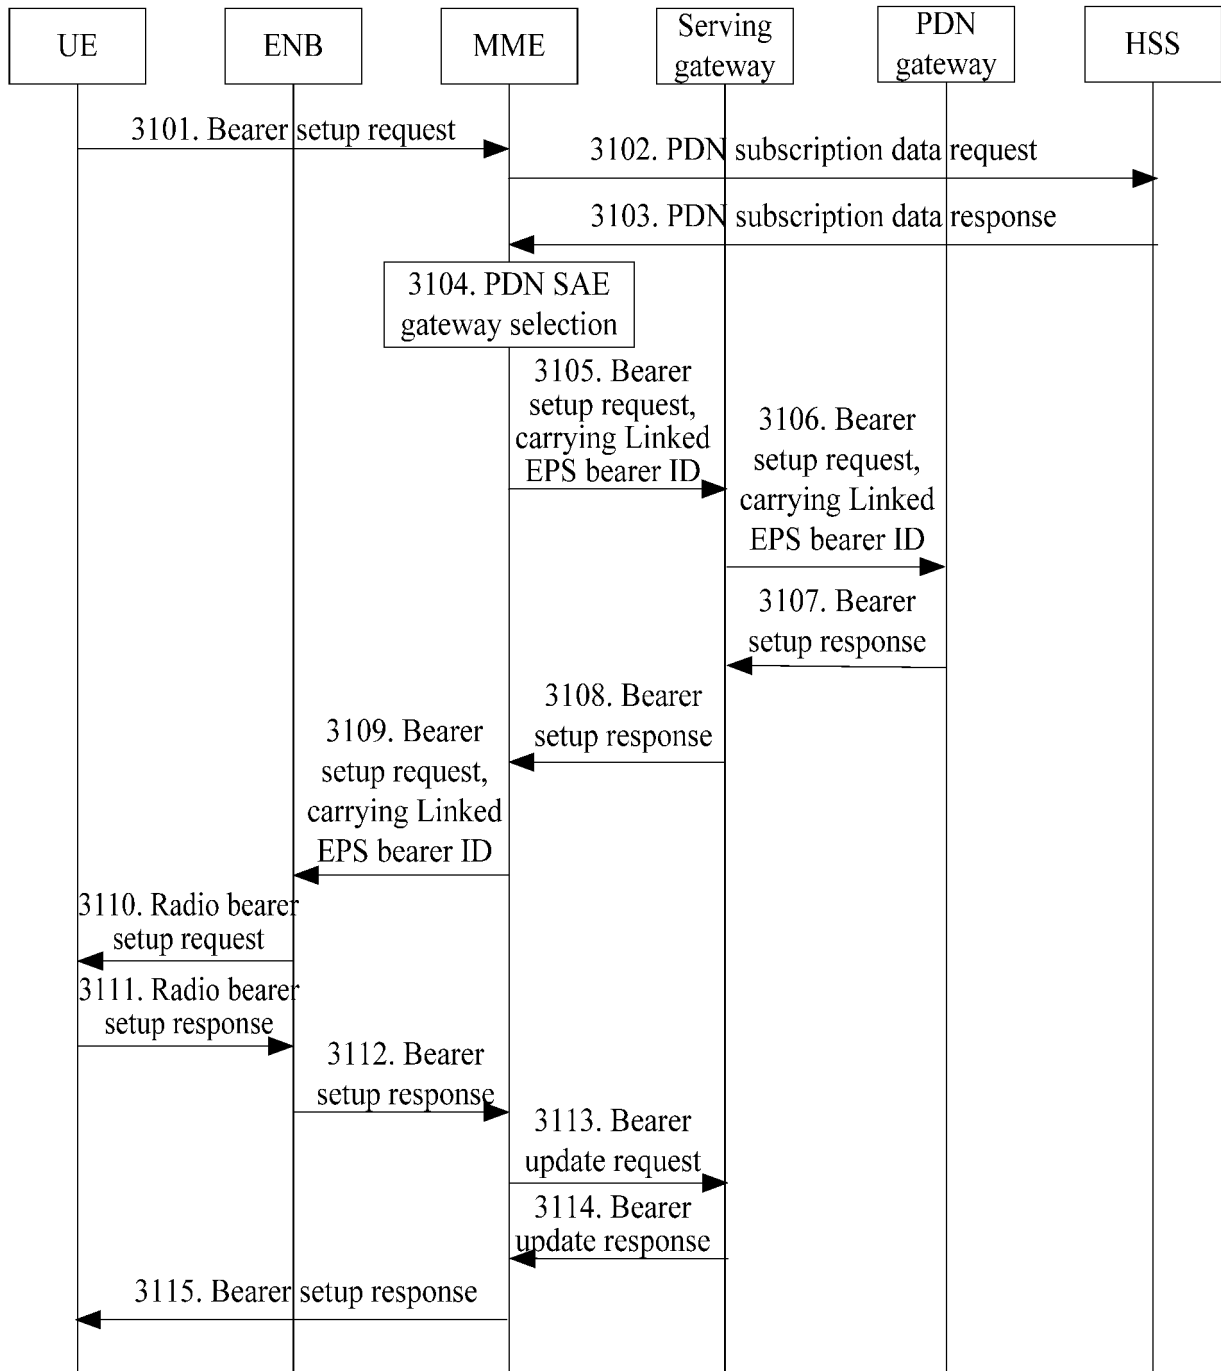 UE
ENB
MME
Serving
gateway
PDN
gateway
HSS
3101. Bearer setup request
3102. PDN subscription data request
3103. PDN subscription data response
3104. PDN SAE
gateway selection
3105. Bearer
setup request,
carrying Linked
EPS bearer ID
3106. Bearer
setup request,
carrying Linked
EPS bearer ID
3107. Bearer
setup response
3108. Bearer
setup response
3109. Bearer
setup request,
carrying Linked
EPS bearer ID
3110. Radio bearer
setup request
3111. Radio bearer
setup response
3112. Bearer
setup response
3113. Bearer
update request
3114. Bearer
update response
3115. Bearer setup response